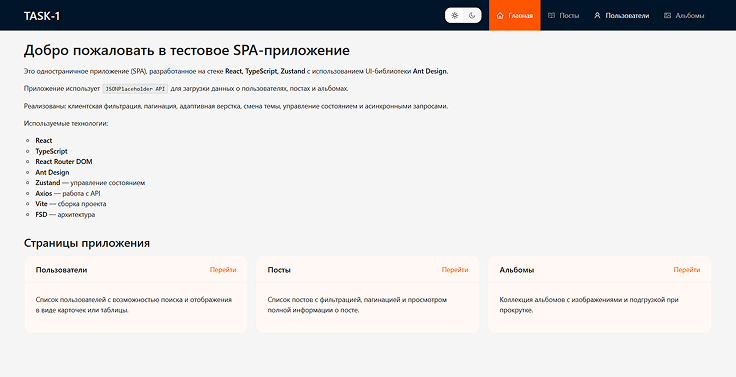 TASK-1
Главная
Посты
Пользователи
Альбомы
Добро пожаловать в тестовое SPA-приложение
Это одностраничное приложение (SPA), разработанное на стеке React, TypeScript, Zustand с использованием UI-библиотеки Ant Design.
Приложение использует JSONPlaceholder API для загрузки данных о пользователях, постах и альбомах.
Реализованы: клиентская фильтрация, пагинация, адаптивная верстка, смена темы, управление состоянием и асинхронными запросами.
Используемые технологии:
React
TypeScript
React Router DOM
Ant Design
Zustand — управление состоянием
Axios — работа с API
Vite — сборка проекта
FSD — архитектура
Страницы приложения
Пользователи Перейти
Список пользователей с возможностью поиска и отображения
в виде карточек или таблицы.
Посты Перейти
Список постов с фильтрацией, пагинацией и просмотром
полной информации о посте.
Альбомы Перейти
Коллекция альбомов с изображениями и подгрузкой при
прокрутке.